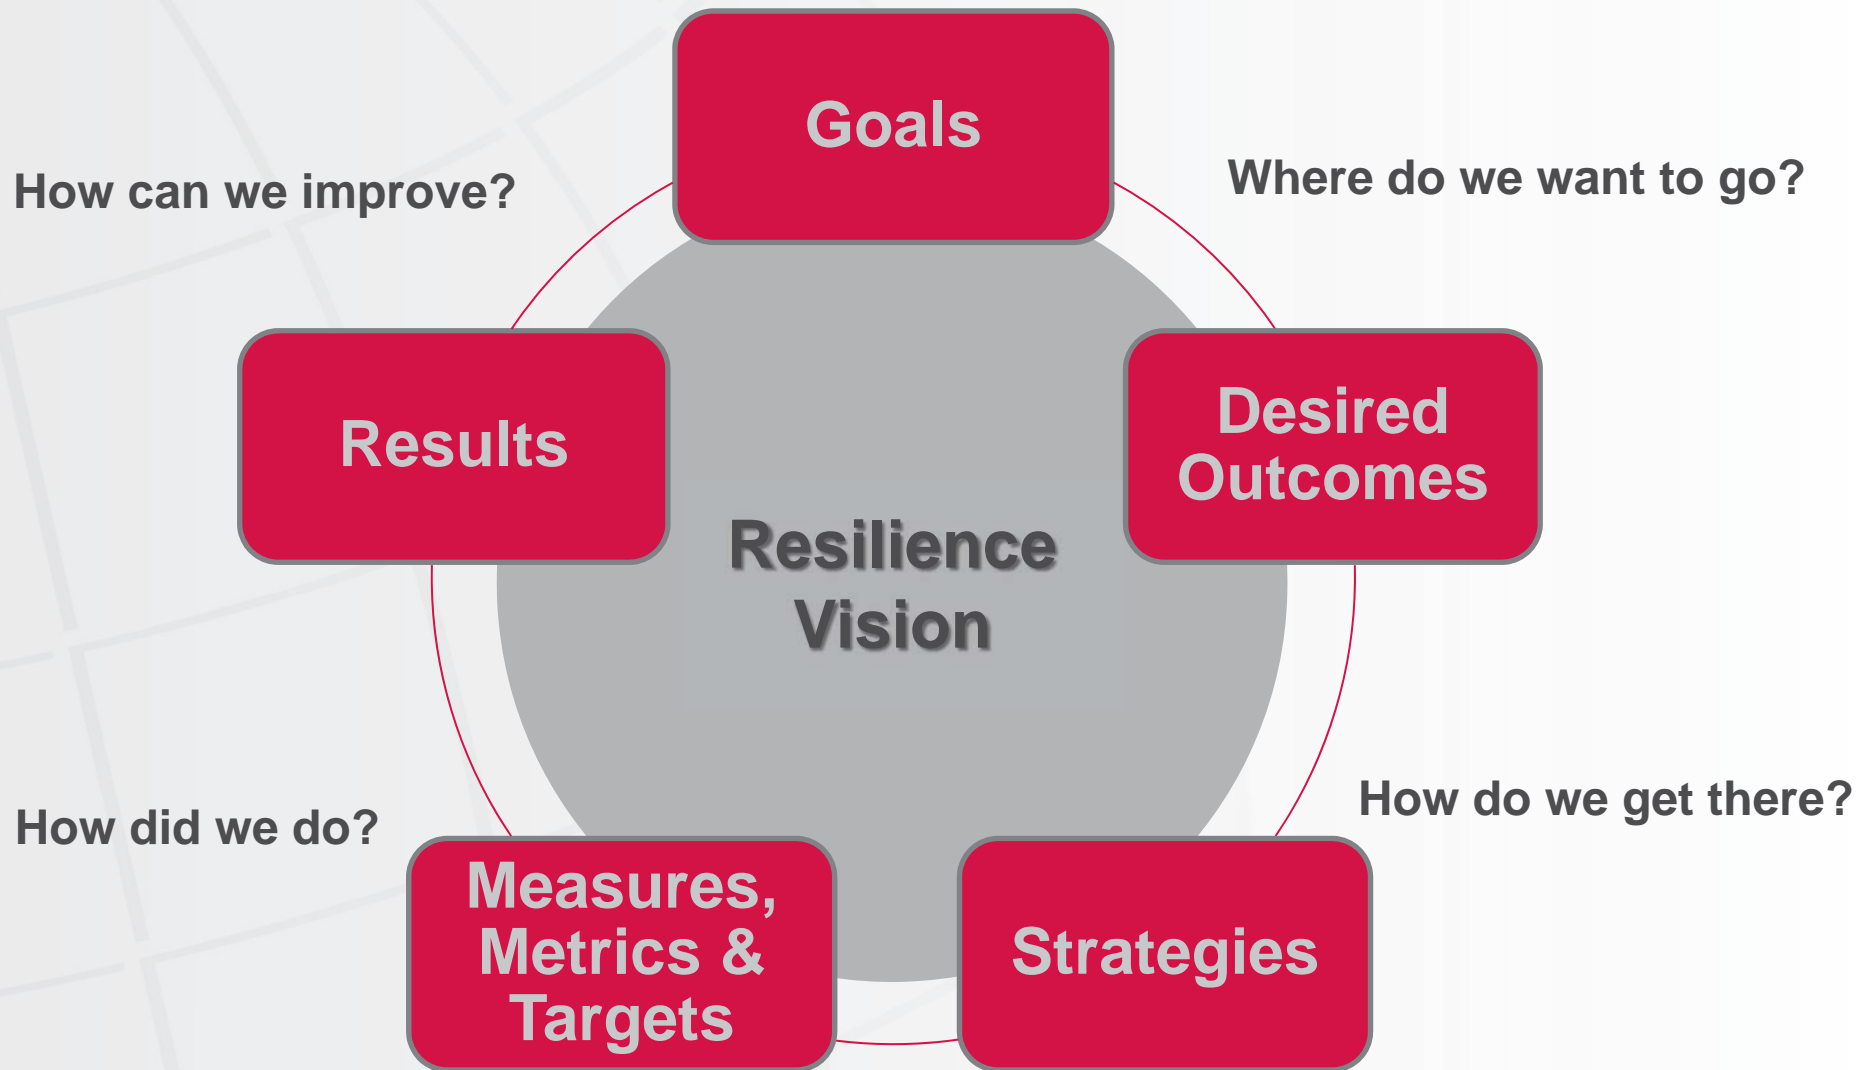 Goals
How can we improve?
Where do we want to go?
Results
Desired
Outcomes
Resilience
Vision
How did we do?
How do we get there?
Measures,
Metrics &
Targets
Strategies